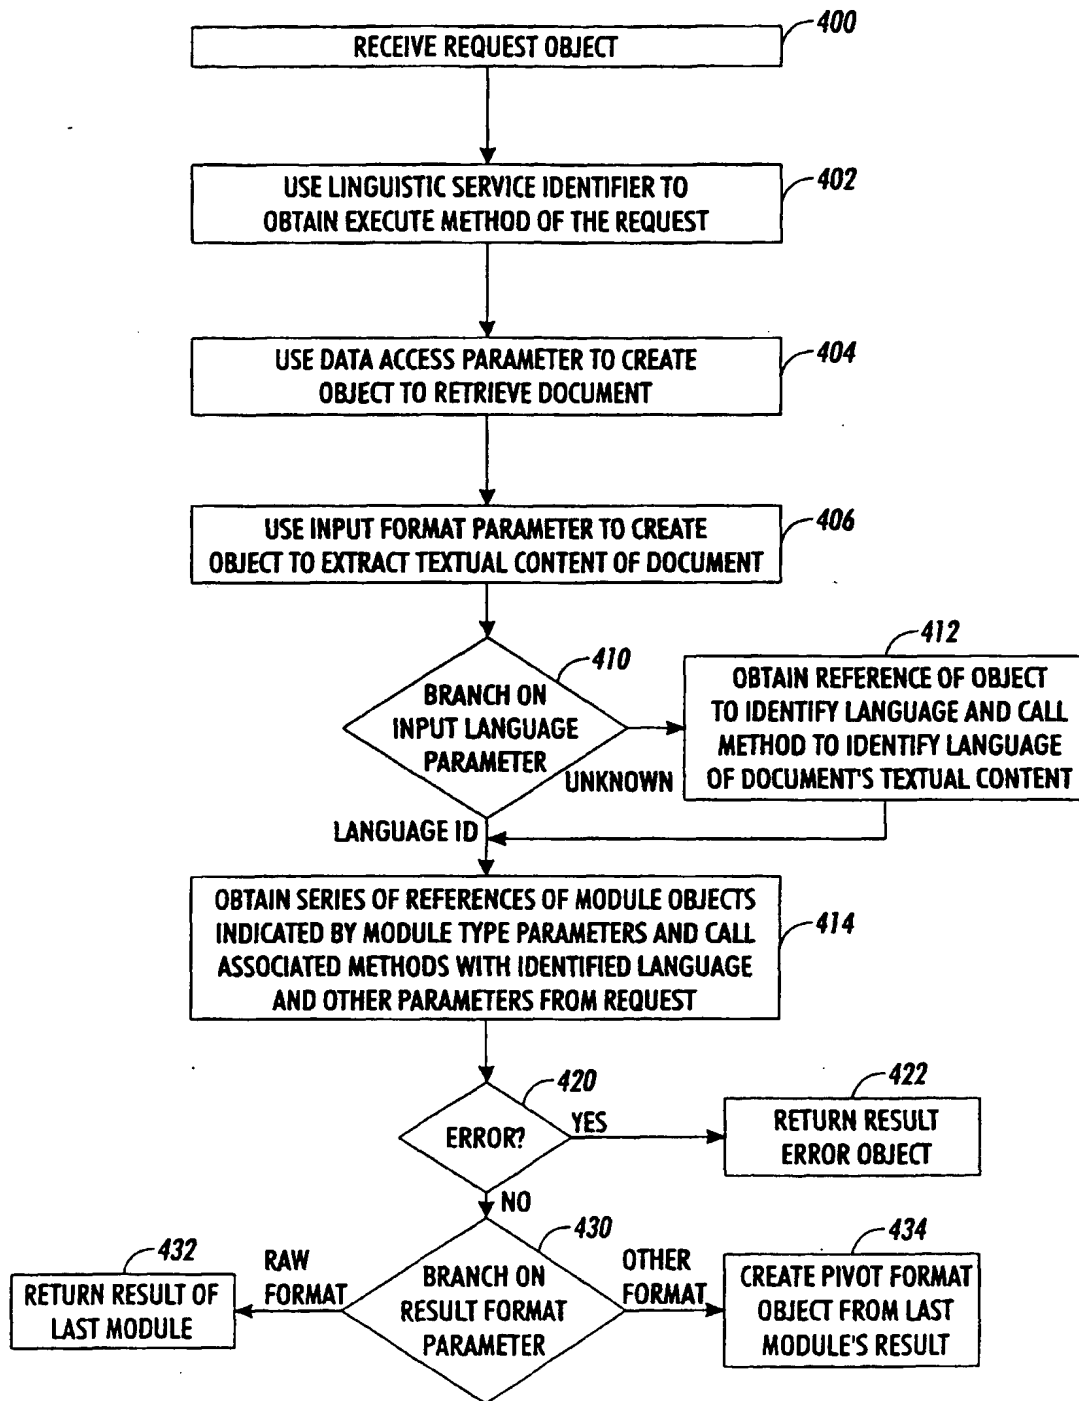 400
RECEIVE REQUEST OBJECT
402
USE LINGUISTIC SERVICE IDENTIFIER TO
OBTAIN EXECUTE METHOD OF THE REQUEST
404
USE DATA ACCESS PARAMETER TO CREATE
OBJECT TO RETRIEVE DOCUMENT
406
USE INPUT FORMAT PARAMETER TO CREATE
OBJECT TO EXTRACT TEXTUAL CONTENT OF DOCUMENT
410
BRANCH ON
INPUT LANGUAGE
PARAMETER
UNKNOWN
412
OBTAIN REFERENCE OF OBJECT
TO IDENTIFY LANGUAGE AND CALL
METHOD TO IDENTIFY LANGUAGE
OF DOCUMENT'S TEXTUAL CONTENT
LANGUAGE ID
OBTAIN SERIES OF REFERENCES OF MODULE OBJECTS
INDICATED BY MODULE TYPE PARAMETERS AND CALL
ASSOCIATED METHODS WITH IDENTIFIED LANGUAGE
AND OTHER PARAMETERS FROM REQUEST
414
420
ERROR?
YES
422
RETURN RESULT
ERROR OBJECT
NO
430
BRANCH ON
RESULT FORMAT
PARAMETER
RAW
FORMAT
432
RETURN RESULT OF
LAST MODULE
OTHER
FORMAT
434
CREATE PIVOT FORMAT
OBJECT FROM LAST
MODULE'S RESULT